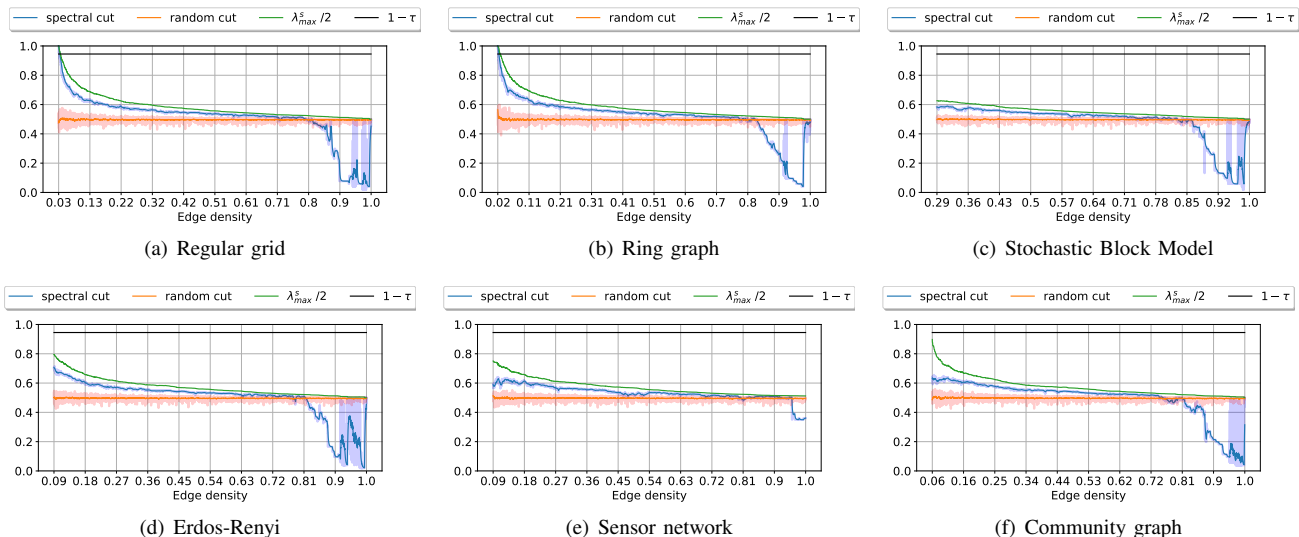 spectral cut random cut λ^s_max /2 1 − τ
spectral cut random cut λ^s_max /2 1 − τ
spectral cut random cut λ^s_max /2 1 − τ
1.0
0.8
0.6
0.4
0.2
0.0
0.03 0.13 0.22 0.32 0.42 0.51 0.61 0.71 0.8 0.9 1.0
Edge density
(a) Regular grid
1.0
0.8
0.6
0.4
0.2
0.0
0.02 0.11 0.21 0.31 0.41 0.51 0.61 0.7 0.8 0.9 1.0
Edge density
(b) Ring graph
1.0
0.8
0.6
0.4
0.2
0.0
0.29 0.36 0.43 0.5 0.57 0.64 0.71 0.78 0.85 0.92 1.0
Edge density
(c) Stochastic Block Model
spectral cut random cut λ^s_max /2 1 − τ
spectral cut random cut λ^s_max /2 1 − τ
spectral cut random cut λ^s_max /2 1 − τ
1.0
0.8
0.6
0.4
0.2
0.0
0.09 0.18 0.27 0.36 0.45 0.54 0.63 0.72 0.81 0.9 1.0
Edge density
(d) Erdos-Renyi
1.0
0.8
0.6
0.4
0.2
0.0
0.09 0.18 0.27 0.36 0.45 0.54 0.63 0.72 0.81 0.9 1.0
Edge density
(e) Sensor network
1.0
0.8
0.6
0.4
0.2
0.0
0.06 0.16 0.25 0.34 0.44 0.53 0.62 0.72 0.81 0.9 1.0
Edge density
(f) Community graph